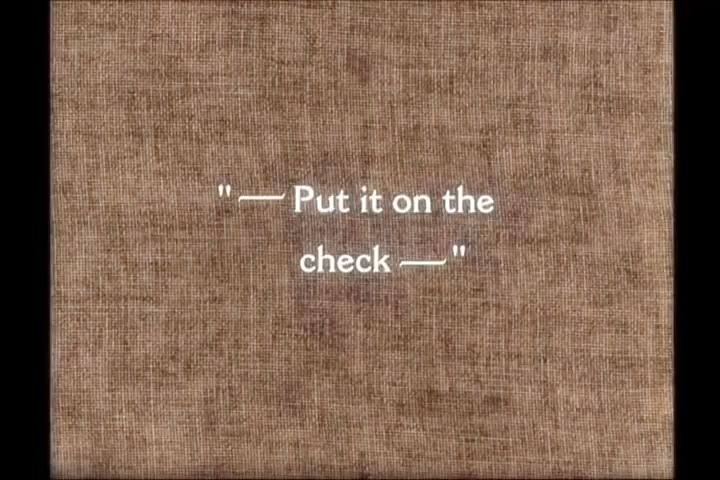 "— Put it on the
check —"